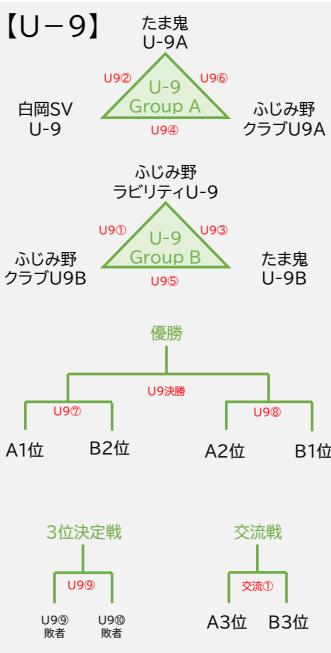 【U－9】
たま鬼
U-9A
U9②
U9⑥
U-9
Group A
白岡SV
U-9
ふじみ野
クラブU9A
U9④
ふじみ野
ラビリティU-9
U9①
U9③
U-9
Group B
ふじみ野
クラブU9B
たま鬼
U-9B
U9⑤
優勝
U9決勝
U9⑦
U9⑧
A1位
B2位
A2位
B1位
3位決定戦
交流戦
U9⑨
交流①
U9⑨
敗者
U9⑩
敗者
A3位
B3位